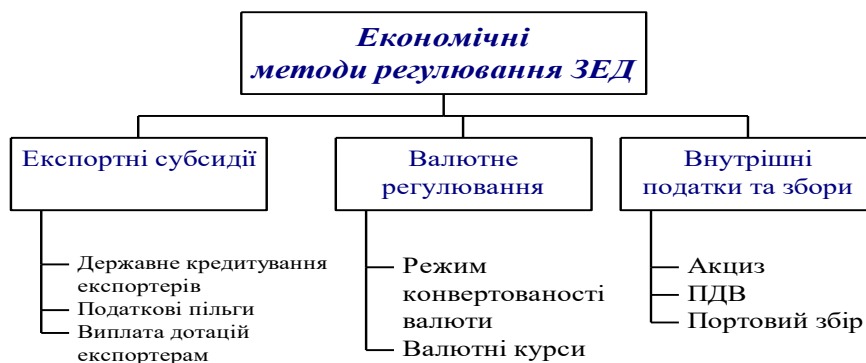 Економічні
методи регулювання ЗЕД
Експортні субсидії
Державне кредитування
експортерів
Податкові пільги
Виплата дотацій
експортерам
Валютне
регулювання
Режим
конвертованості
валюти
Валютні курси
Внутрішні
податки та збори
Акциз
ПДВ
Портовий збір